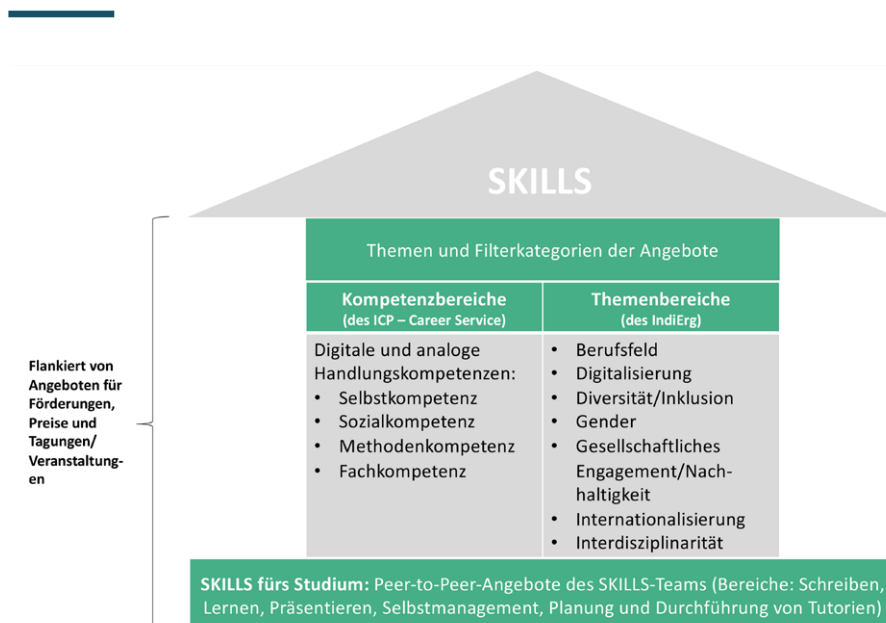 SKILLS
Themen und Filterkategorien der Angebote
Kompetenzbereiche
(des ICP – Career Service)
Themenbereiche
(des IndiErg)
Digitale und analoge
Handlungskompetenzen:
• Selbstkompetenz
• Sozialkompetenz
• Methodenkompetenz
• Fachkompetenz
• Berufsfeld
• Digitalisierung
• Diversität/Inklusion
• Gender
• Gesellschaftliches
Engagement/Nach-
haltigkeit
• Internationalisierung
• Interdisziplinarität
Flankiert von
Angeboten für
Förderungen,
Preise und
Tagungen/
Veranstaltung-
en
SKILLS fürs Studium: Peer-to-Peer-Angebote des SKILLS-Teams (Bereiche: Schreiben,
Lernen, Präsentieren, Selbstmanagement, Planung und Durchführung von Tutorien)